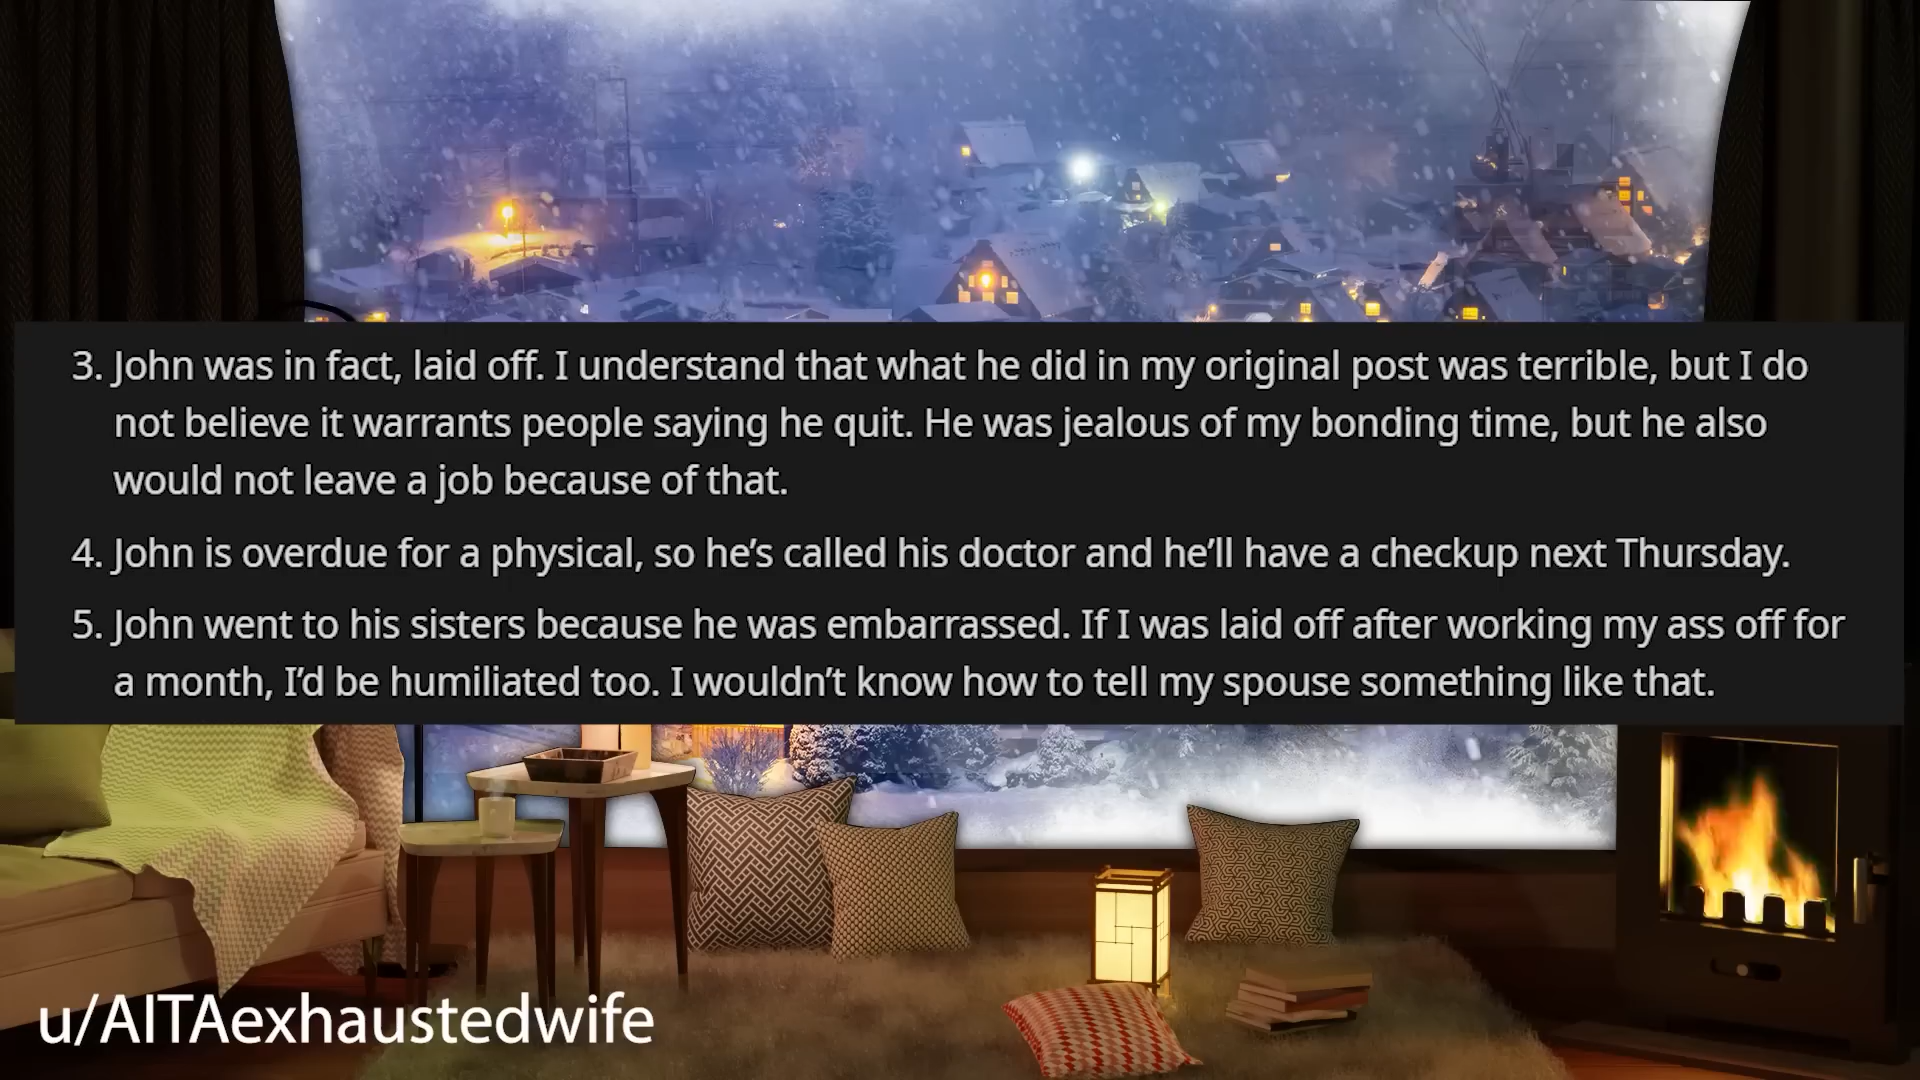 3. John was in fact, laid off. I understand that what he did in my original post was terrible, but I do
not believe it warrants people saying he quit. He was jealous of my bonding time, but he also
would not leave a job because of that.
4. John is overdue for a physical, so he’s called his doctor and he’ll have a checkup next Thursday.
5. John went to his sisters because he was embarrassed. If I was laid off after working my ass off for
a month, I’d be humiliated too. I wouldn’t know how to tell my spouse something like that.
u/AITAexhaustedwife